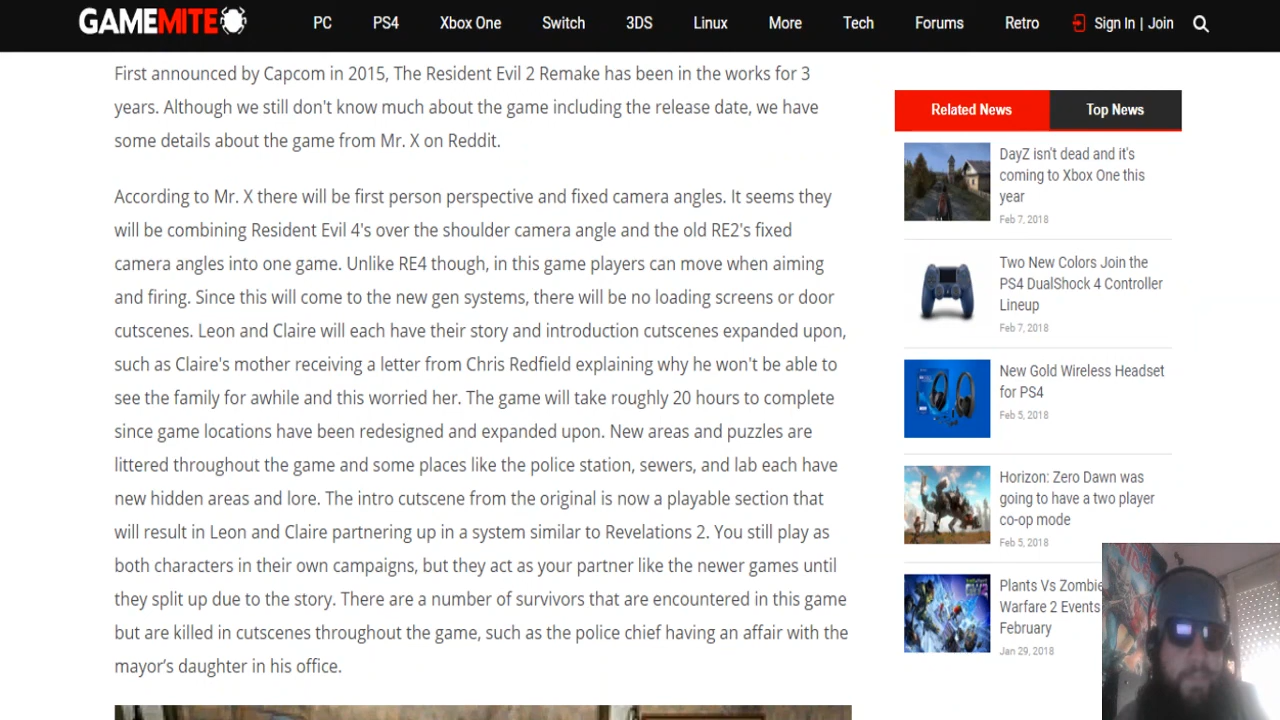 GAMEMITE
PC PS4 Xbox One Switch 3DS Linux More Tech Forums Retro Sign In | Join
First announced by Capcom in 2015, The Resident Evil 2 Remake has been in the works for 3
years. Although we still don't know much about the game including the release date, we have
some details about the game from Mr. X on Reddit.
According to Mr. X there will be first person perspective and fixed camera angles. It seems they
will be combining Resident Evil 4's over the shoulder camera angle and the old RE2's fixed
camera angles into one game. Unlike RE4 though, in this game players can move when aiming
and firing. Since this will come to the new gen systems, there will be no loading screens or door
cutscenes. Leon and Claire will each have their story and introduction cutscenes expanded upon,
such as Claire's mother receiving a letter from Chris Redfield explaining why he won't be able to
see the family for awhile and this worried her. The game will take roughly 20 hours to complete
since game locations have been redesigned and expanded upon. New areas and puzzles are
littered throughout the game and some places like the police station, sewers, and lab each have
new hidden areas and lore. The intro cutscene from the original is now a playable section that
will result in Leon and Claire partnering up in a system similar to Revelations 2. You still play as
both characters in their own campaigns, but they act as your partner like the newer games until
they split up due to the story. There are a number of survivors that are encountered in this game
but are killed in cutscenes throughout the game, such as the police chief having an affair with the
mayor’s daughter in his office.
Related News Top News
DayZ isn't dead and it's
coming to Xbox One this
year
Feb 7, 2018
Two New Colors Join the
PS4 DualShock 4 Controller
Lineup
Feb 7, 2018
New Gold Wireless Headset
for PS4
Feb 5, 2018
Horizon: Zero Dawn was
going to have a two player
co-op mode
Feb 5, 2018
Plants Vs Zombie
Warfare 2 Events
February
Jan 29, 2018